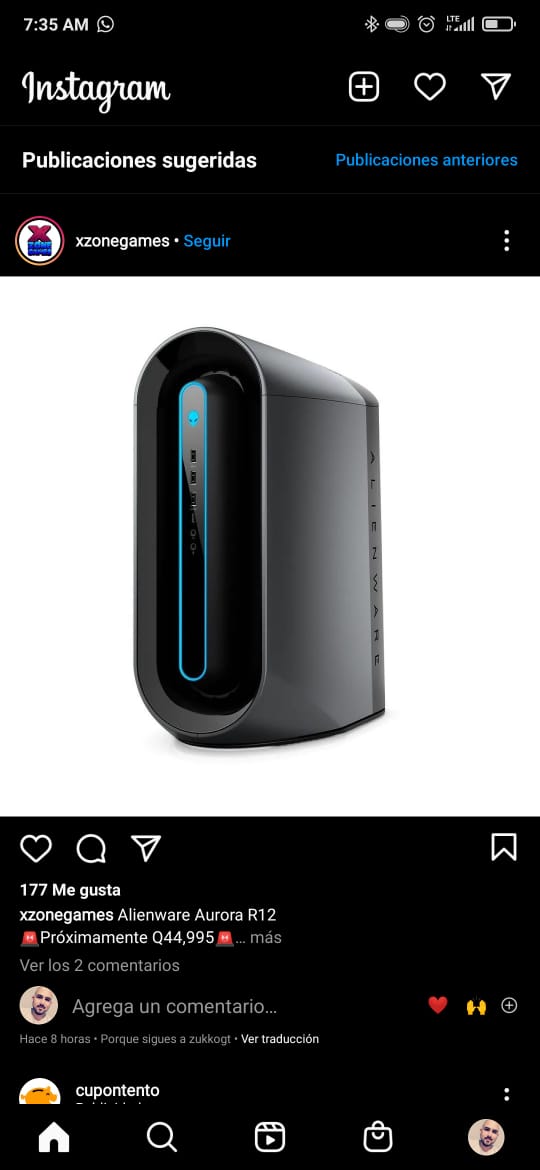 7:35 AM
LTE
Instagram
Publicaciones sugeridas
Publicaciones anteriores
xzonegames • Seguir
ALIENWARE
177 Me gusta
xzonegames Alienware Aurora R12
🚨Próximamente Q44,995🚨... más
Ver los 2 comentarios
Agrega un comentario...
Hace 8 horas • Porque sigues a zukkogt • Ver traducción
cupontento